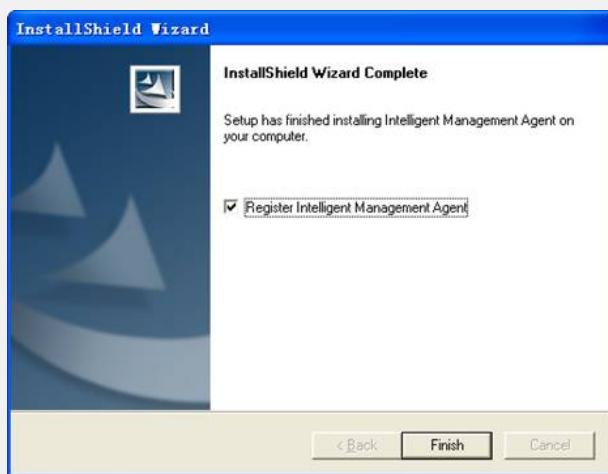 InstallShield Wizard
InstallShield Wizard Complete
Setup has finished installing Intelligent Management Agent on
your computer.
Register Intelligent Management Agent
< Back
Finish
Cancel